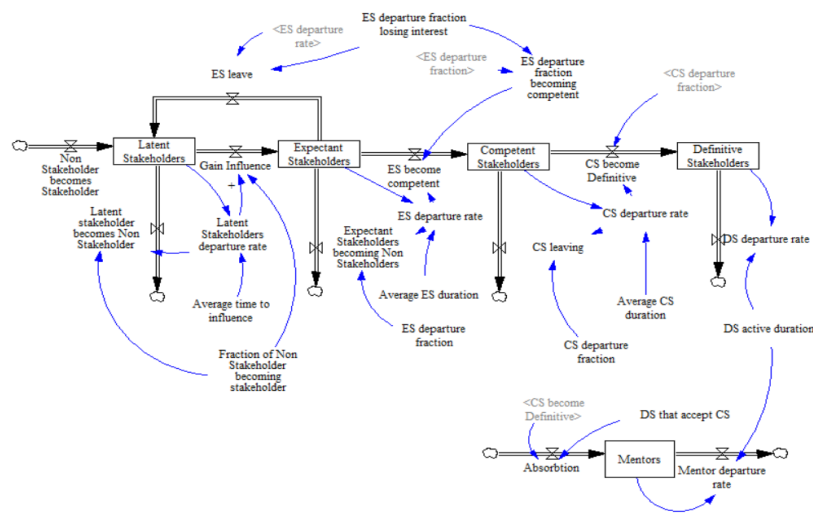 <ES departure
rate>
ES departure fraction
losing interest
<ES departure
fraction>
ES departure
fraction
becoming
competent
<CS departure
fraction>
ES leave
Latent
Stakeholders
Expectant
Stakeholders
Competent
Stakeholders
Definitive
Stakeholders
Non
Stakeholder
becomes
Stakeholder
Gain Influence
+
ES become
competent
CS become
Definitive
Latent
stakeholder
becomes Non
Stakeholder
Latent
Stakeholders
departure rate
Expectant
Stakeholders
becoming Non
Stakeholders
ES departure rate
CS departure rate
CS leaving
DS departure rate
Average time to
influence
Average ES duration
Average CS
duration
ES departure
fraction
CS departure
fraction
DS active duration
Fraction of Non
Stakeholder
becoming
stakeholder
<CS become
Definitive>
DS that accept CS
Absorbtion
Mentors
Mentor departure
rate